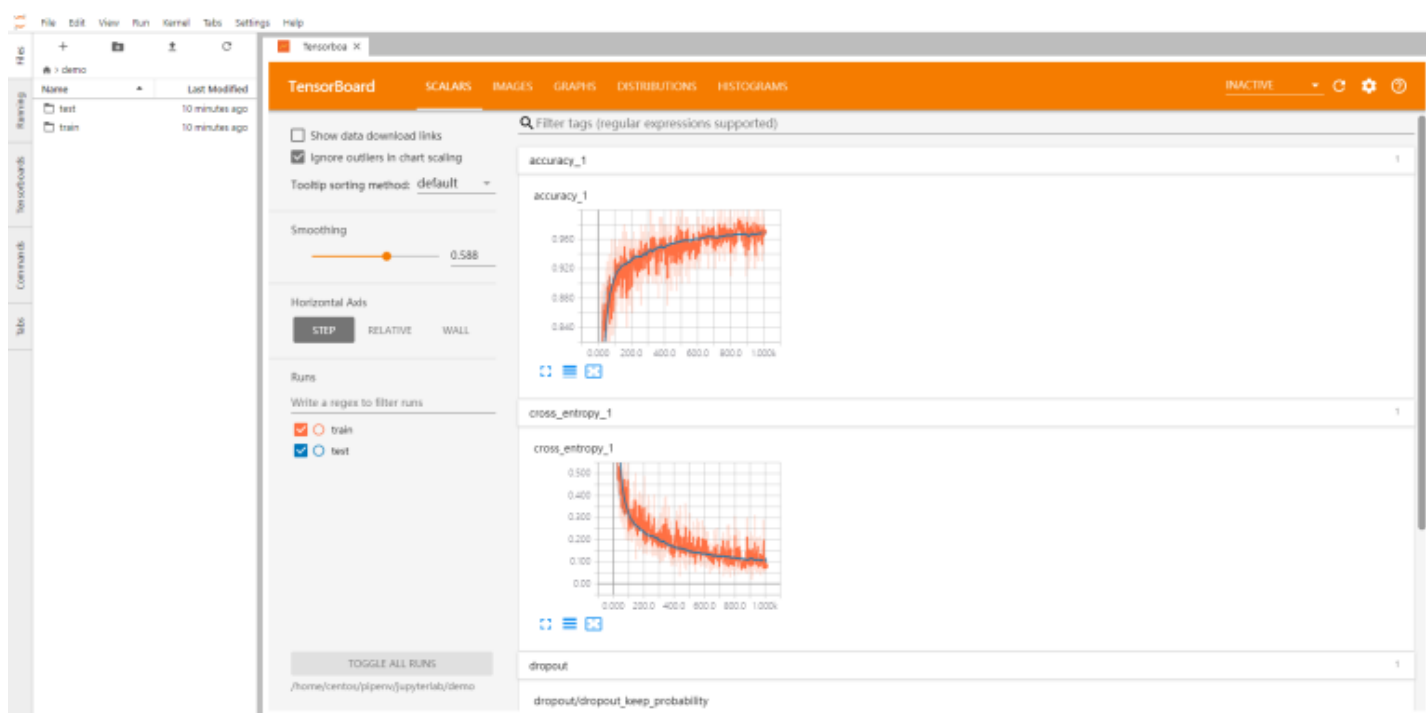 File Edit View Run Kernel Tabs Settings Help
Files
Running
Tensorboards
Commands
Tabs
> demo
Name Last Modified
test 10 minutes ago
train 10 minutes ago
Tensorboa ×
TensorBoard SCALARS IMAGES GRAPHS DISTRIBUTIONS HISTOGRAMS INACTIVE
Show data download links
Ignore outliers in chart scaling
Tooltip sorting method: default
Smoothing
0.588
Horizontal Axis
STEP RELATIVE WALL
Runs
Write a regex to filter runs
train
test
TOGGLE ALL RUNS
/home/centos/pipenv/jupyterlab/demo
Filter tags (regular expressions supported)
accuracy_1 1
accuracy_1
0.960
0.920
0.880
0.840
0.000 200.0 400.0 600.0 800.0 1.000k
cross_entropy_1 1
cross_entropy_1
0.500
0.400
0.300
0.200
0.100
0.00
0.000 200.0 400.0 600.0 800.0 1.000k
dropout 1
dropout/dropout_keep_probability